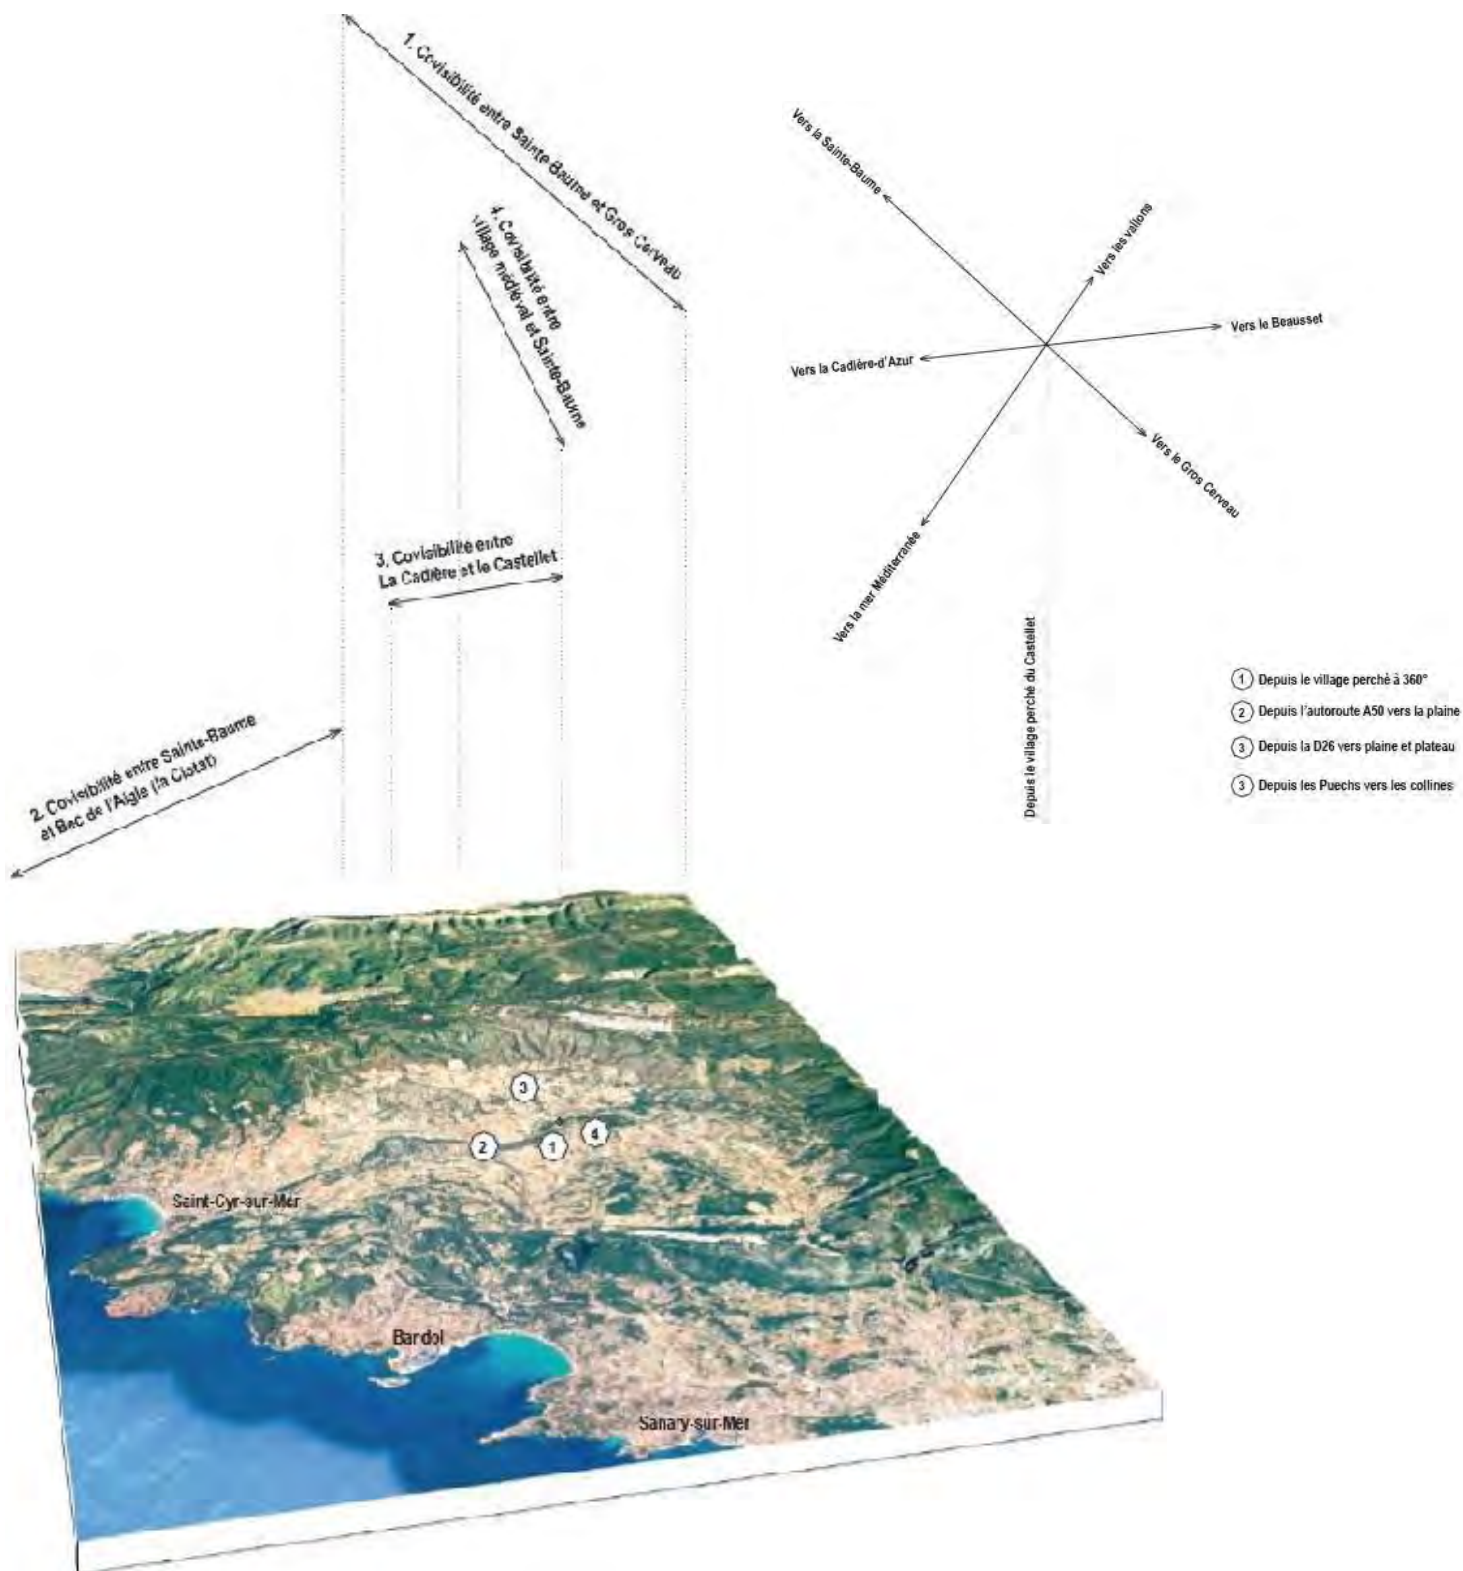 1. Covisibilité entre Sainte-Baume et Gros Cerveau
4. Covisibilité entre
village médiéval et Sainte-Baume
3. Covisibilité entre
La Cadière et le Castellet
2. Covisibilité entre Sainte-Baume
et Bec de l'Aigle (la Ciotat)
Vers la Sainte-Baume
Vers les vallons
Vers le Beausset
Vers la Cadière-d'Azur
Vers le Gros Cerveau
Vers la mer Méditerranée
Depuis le village perché du Castellet
1 Depuis le village perché à 360°
2 Depuis l'autoroute A50 vers la plaine
3 Depuis la D26 vers plaine et plateau
3 Depuis les Puechs vers les collines
3
2
1
4
Saint-Cyr-sur-Mer
Bardol
Sanary-sur-Mer